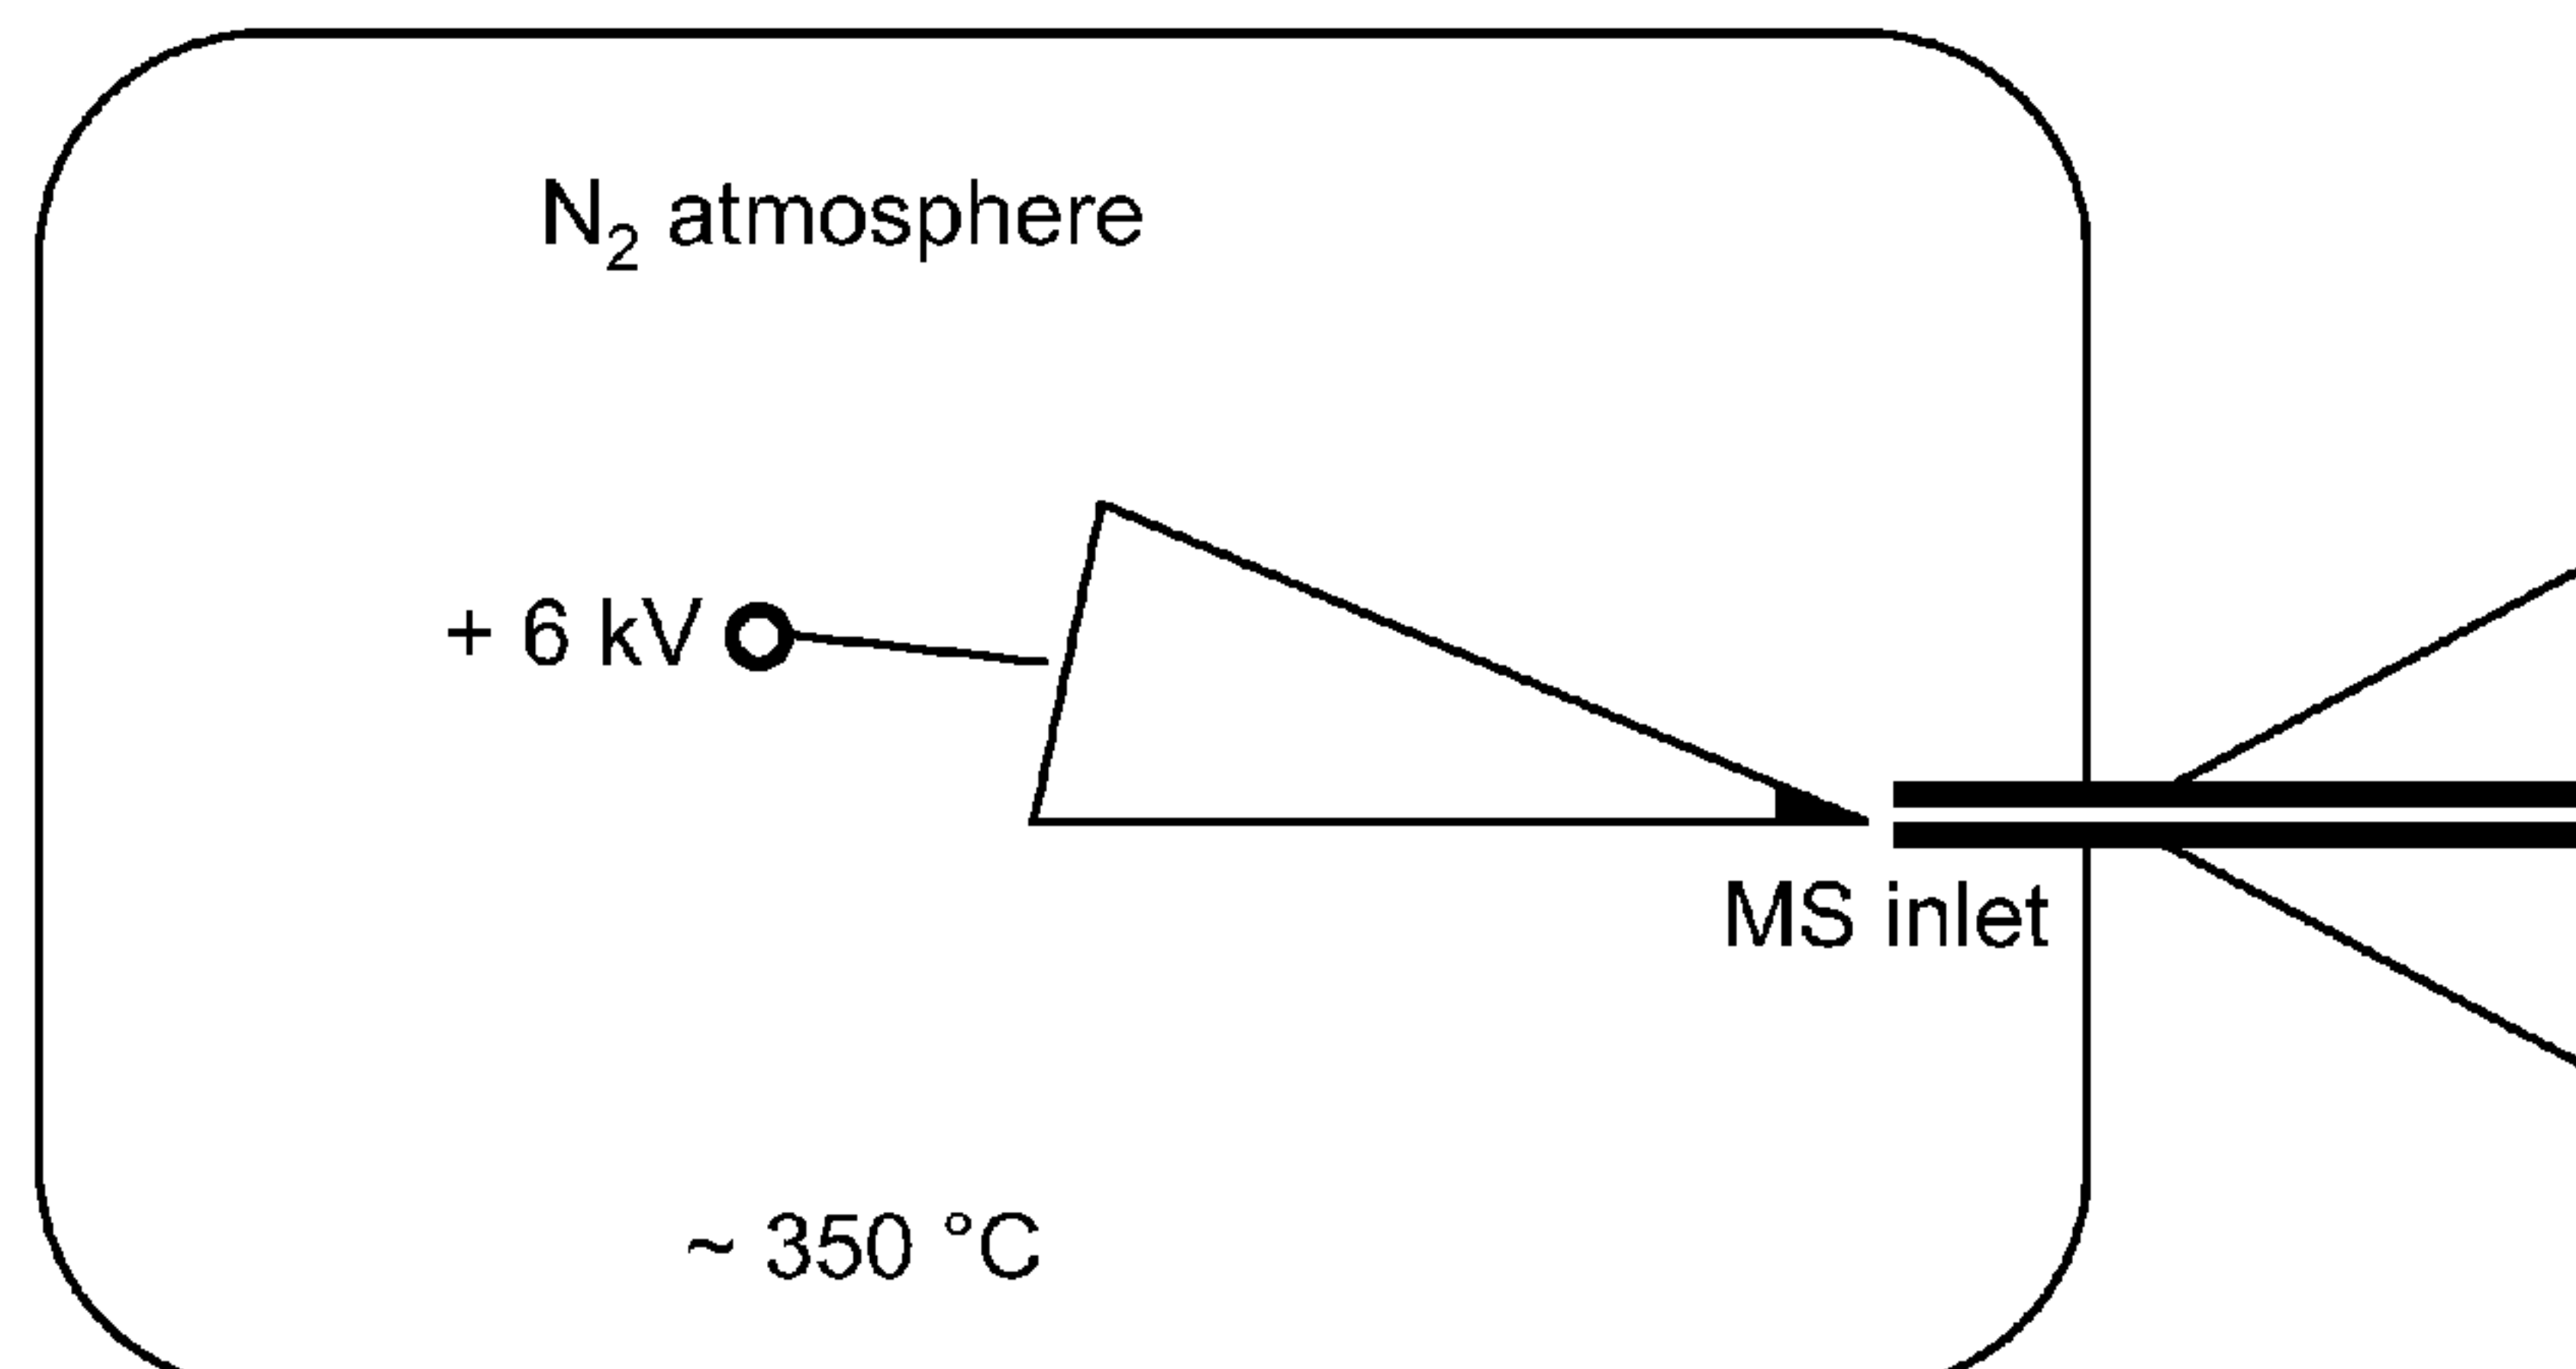 N₂ atmosphere
+ 6 kV
MS inlet
~ 350 °C